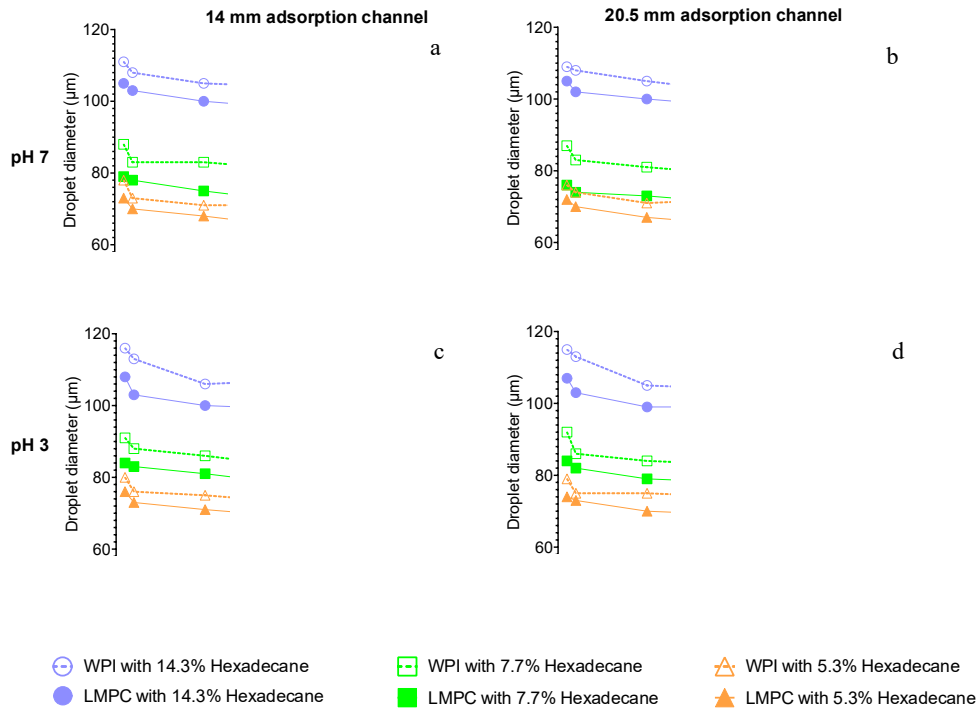 14 mm adsorption channel
20.5 mm adsorption channel
pH 7
Droplet diameter (µm)
120
100
80
60
a
Droplet diameter (µm)
120
100
80
60
b
pH 3
Droplet diameter (µm)
120
100
80
60
c
Droplet diameter (µm)
120
100
80
60
d
WPI with 14.3% Hexadecane
WPI with 7.7% Hexadecane
WPI with 5.3% Hexadecane
LMPC with 14.3% Hexadecane
LMPC with 7.7% Hexadecane
LMPC with 5.3% Hexadecane